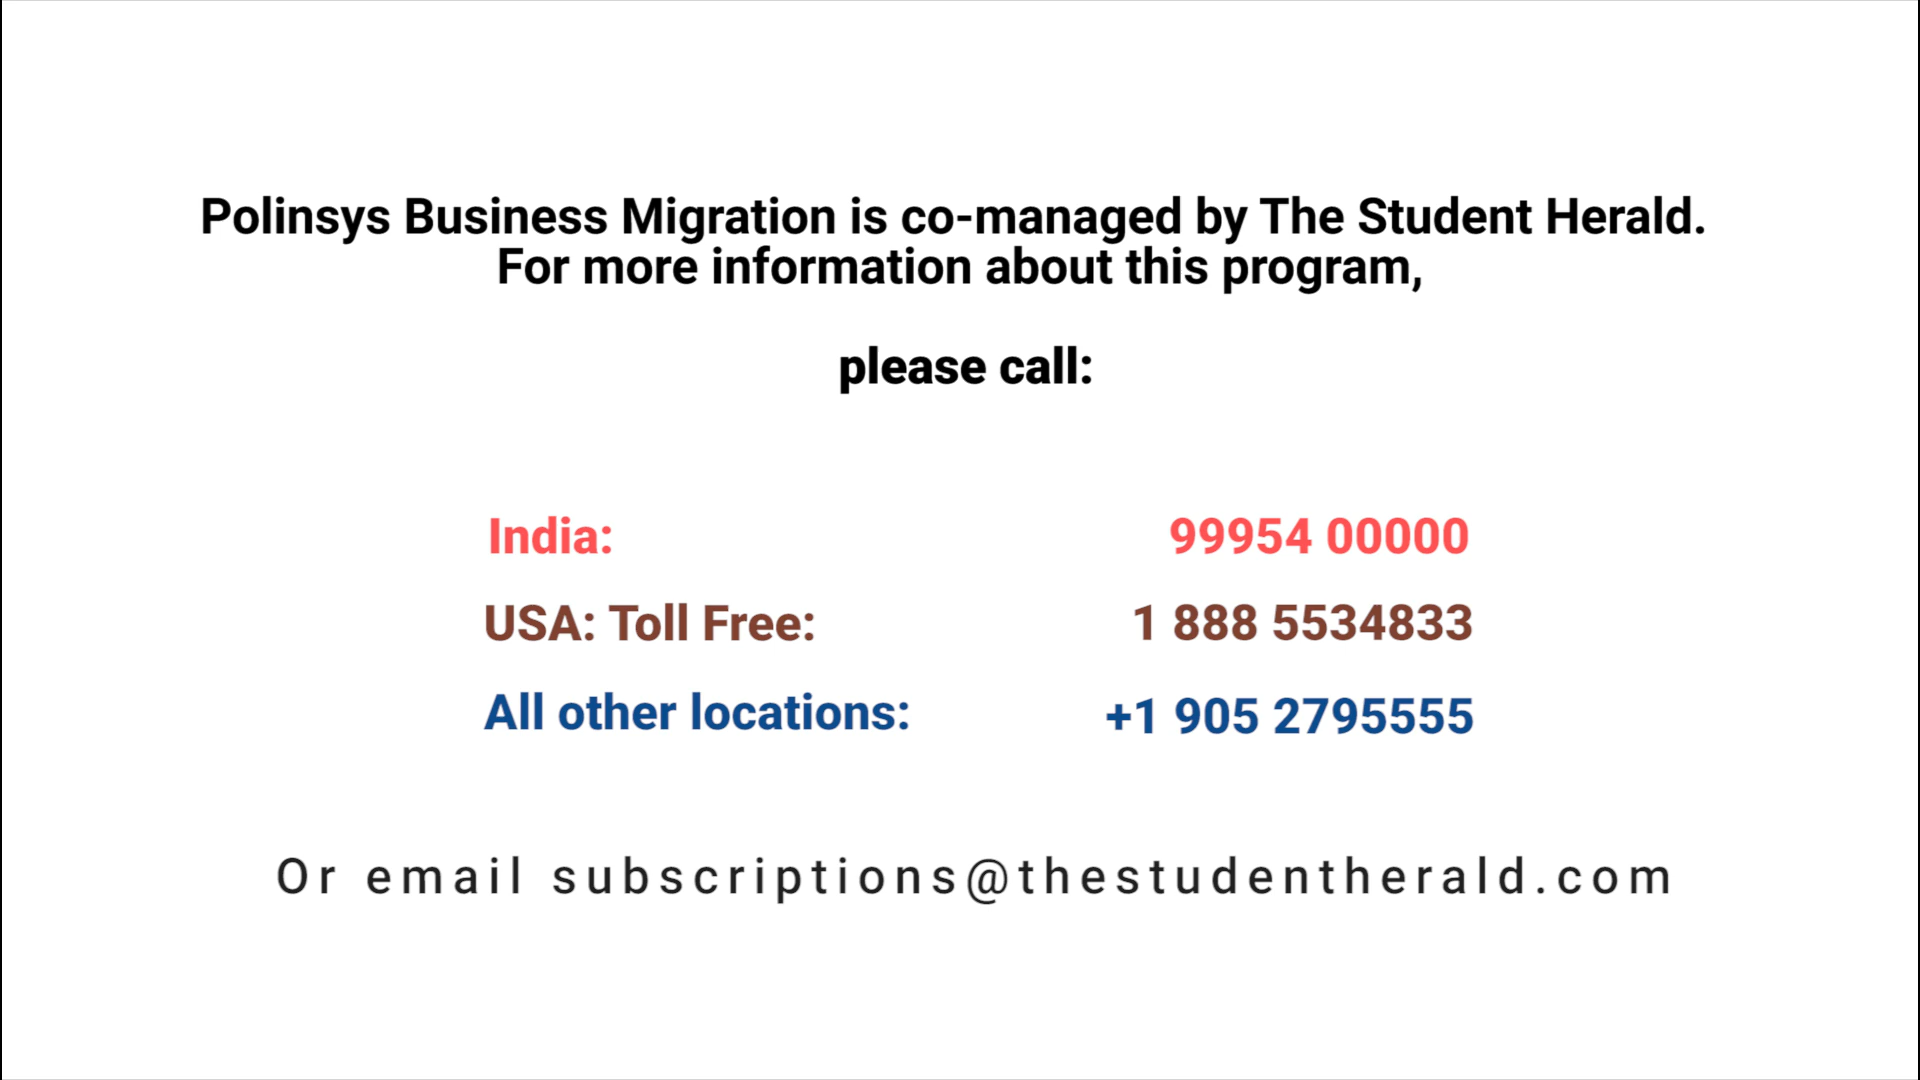 Polinsys Business Migration is co-managed by The Student Herald.
For more information about this program,
please call:
India: 99954 00000
USA: Toll Free: 1 888 5534833
All other locations: +1 905 2795555
Or email subscriptions@thestudentherald.com